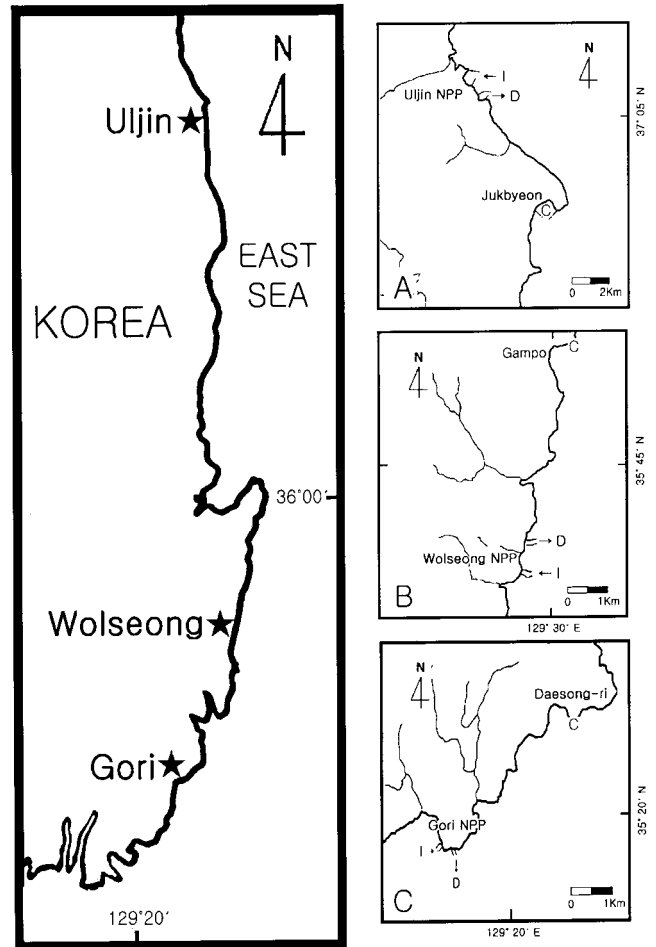 N
Uljin
EAST
SEA
KOREA
36°00'
Wolseong
Gori
129°20'
N
I
Uljin NPP
D
37° 05' N
Jukbyeon
C
A
0 2Km
N
Gampo
C
35° 45' N
D
Wolseong NPP
I
B
0 1Km
129° 30' E
N
Daesong-ri
C
35° 20' N
Gori NPP
I
D
C
0 1Km
129° 20' E